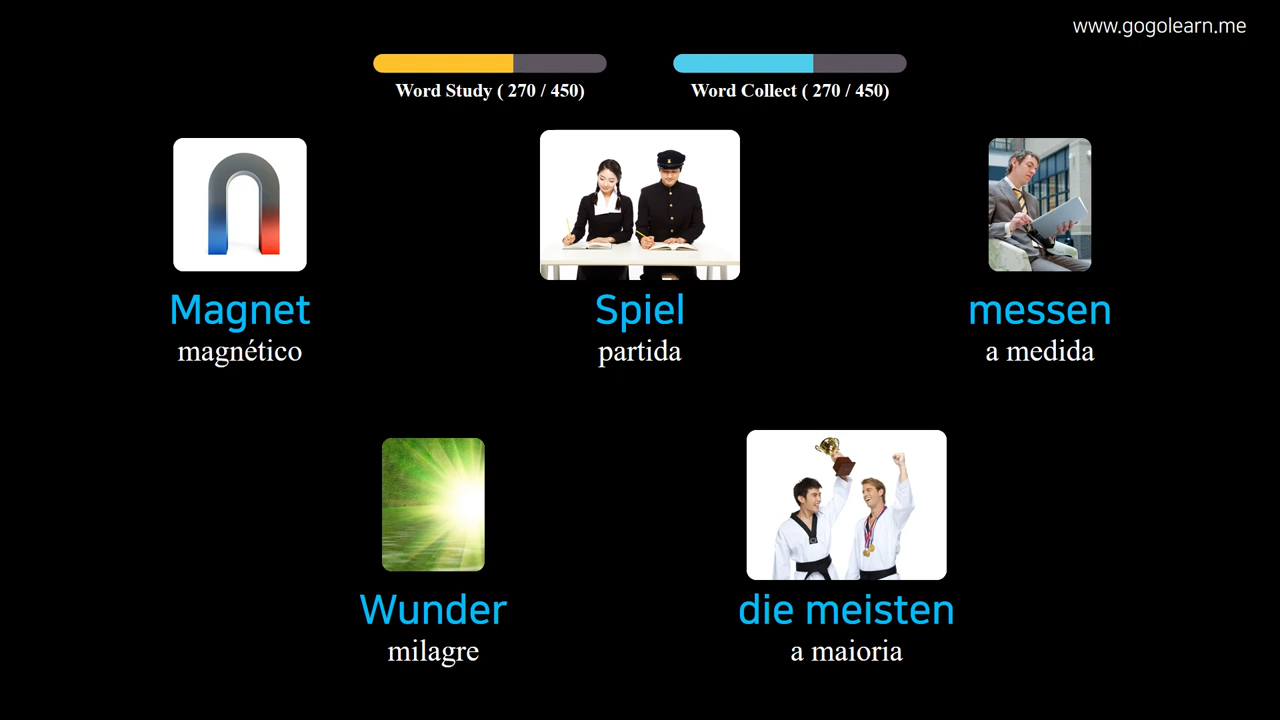 www.gogolearn.me
Word Study ( 270 / 450)
Word Collect ( 270 / 450)
Magnet
magnético
Spiel
partida
messen
a medida
Wunder
milagre
die meisten
a maioria